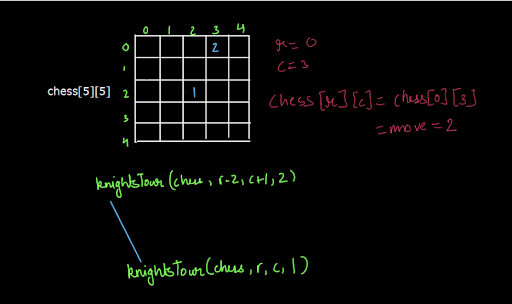 0 1 2 3 4
0 2 r = 0
1 c = 3
chess[5][5] 2 1 chess[r][c] = chess[0][3]
3 = move = 2
4
knightsTour(chess, r-2, c+1, 2)
knightsTour(chess, r, c, 1)